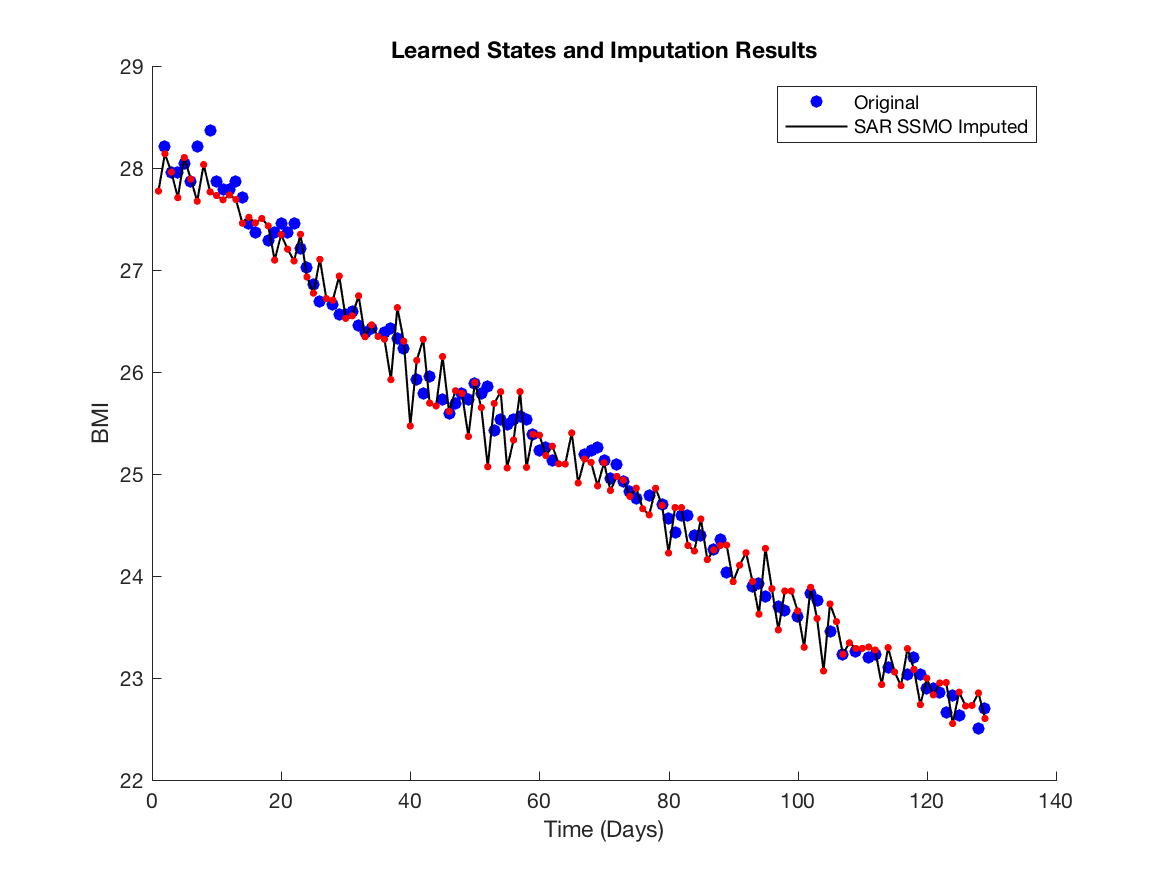 Learned States and Imputation Results
Original
SAR SSMO Imputed
BMI
29
28
27
26
25
24
23
22
0 20 40 60 80 100 120 140
Time (Days)